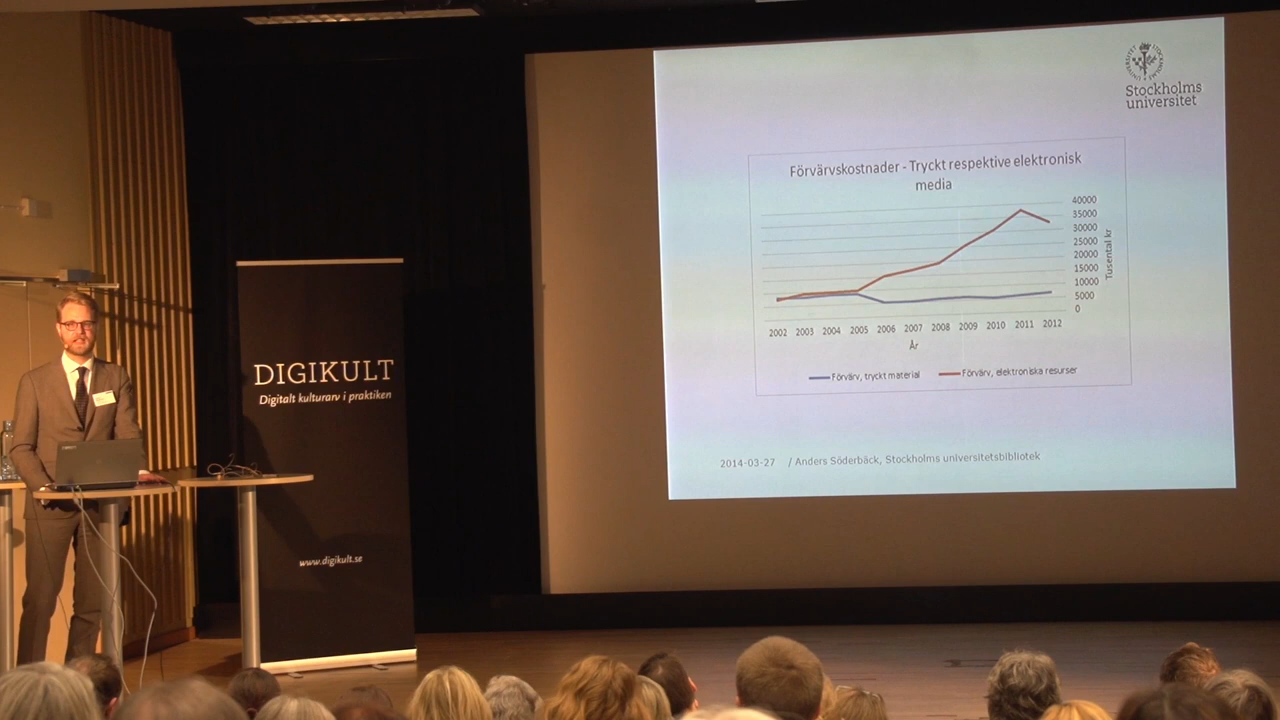 DIGIKULT
Digitalt kulturarv i praktiken
www.digikult.se
Stockholms
universitet
Förvärvskostnader - Tryckt respektive elektronisk
media
40000
35000
30000
25000
20000
15000
10000
5000
0
Tusental kr
2002 2003 2004 2005 2006 2007 2008 2009 2010 2011 2012
År
Förvärv, tryckt material
Förvärv, elektroniska resurser
2014-03-27 / Anders Söderbäck, Stockholms universitetsbibliotek